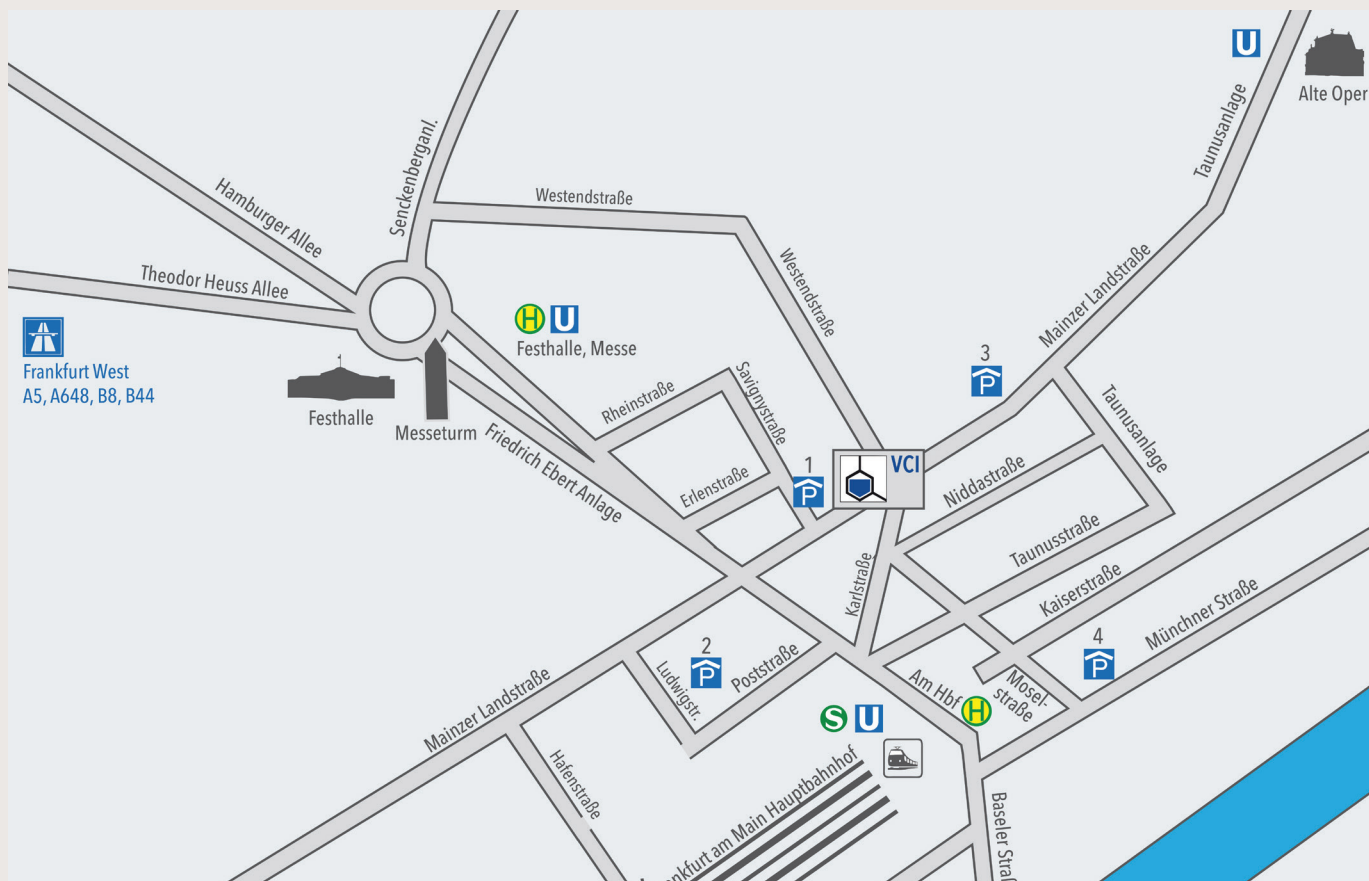 U
Alte Oper
Taunusanlage
Senckenberganl.
Westendstraße
Hamburger Allee
Theodor Heuss Allee
Westendstraße
Mainzer Landstraße
H U
Festhalle, Messe
Frankfurt West
A5, A648, B8, B44
Festhalle
Messeturm
3
P
Rheinstraße
Savignystraße
Taunusanlage
Friedrich Ebert Anlage
Erlenstraße
1
P
VCI
Niddastraße
Taunusstraße
Karlstraße
Kaiserstraße
Münchner Straße
2
P
4
P
Ludwigstr.
Poststraße
Mainzer Landstraße
Am Hbf
H
Mosel-
straße
S U
Hafenstraße
am Main Hauptbahnhof
Baseler